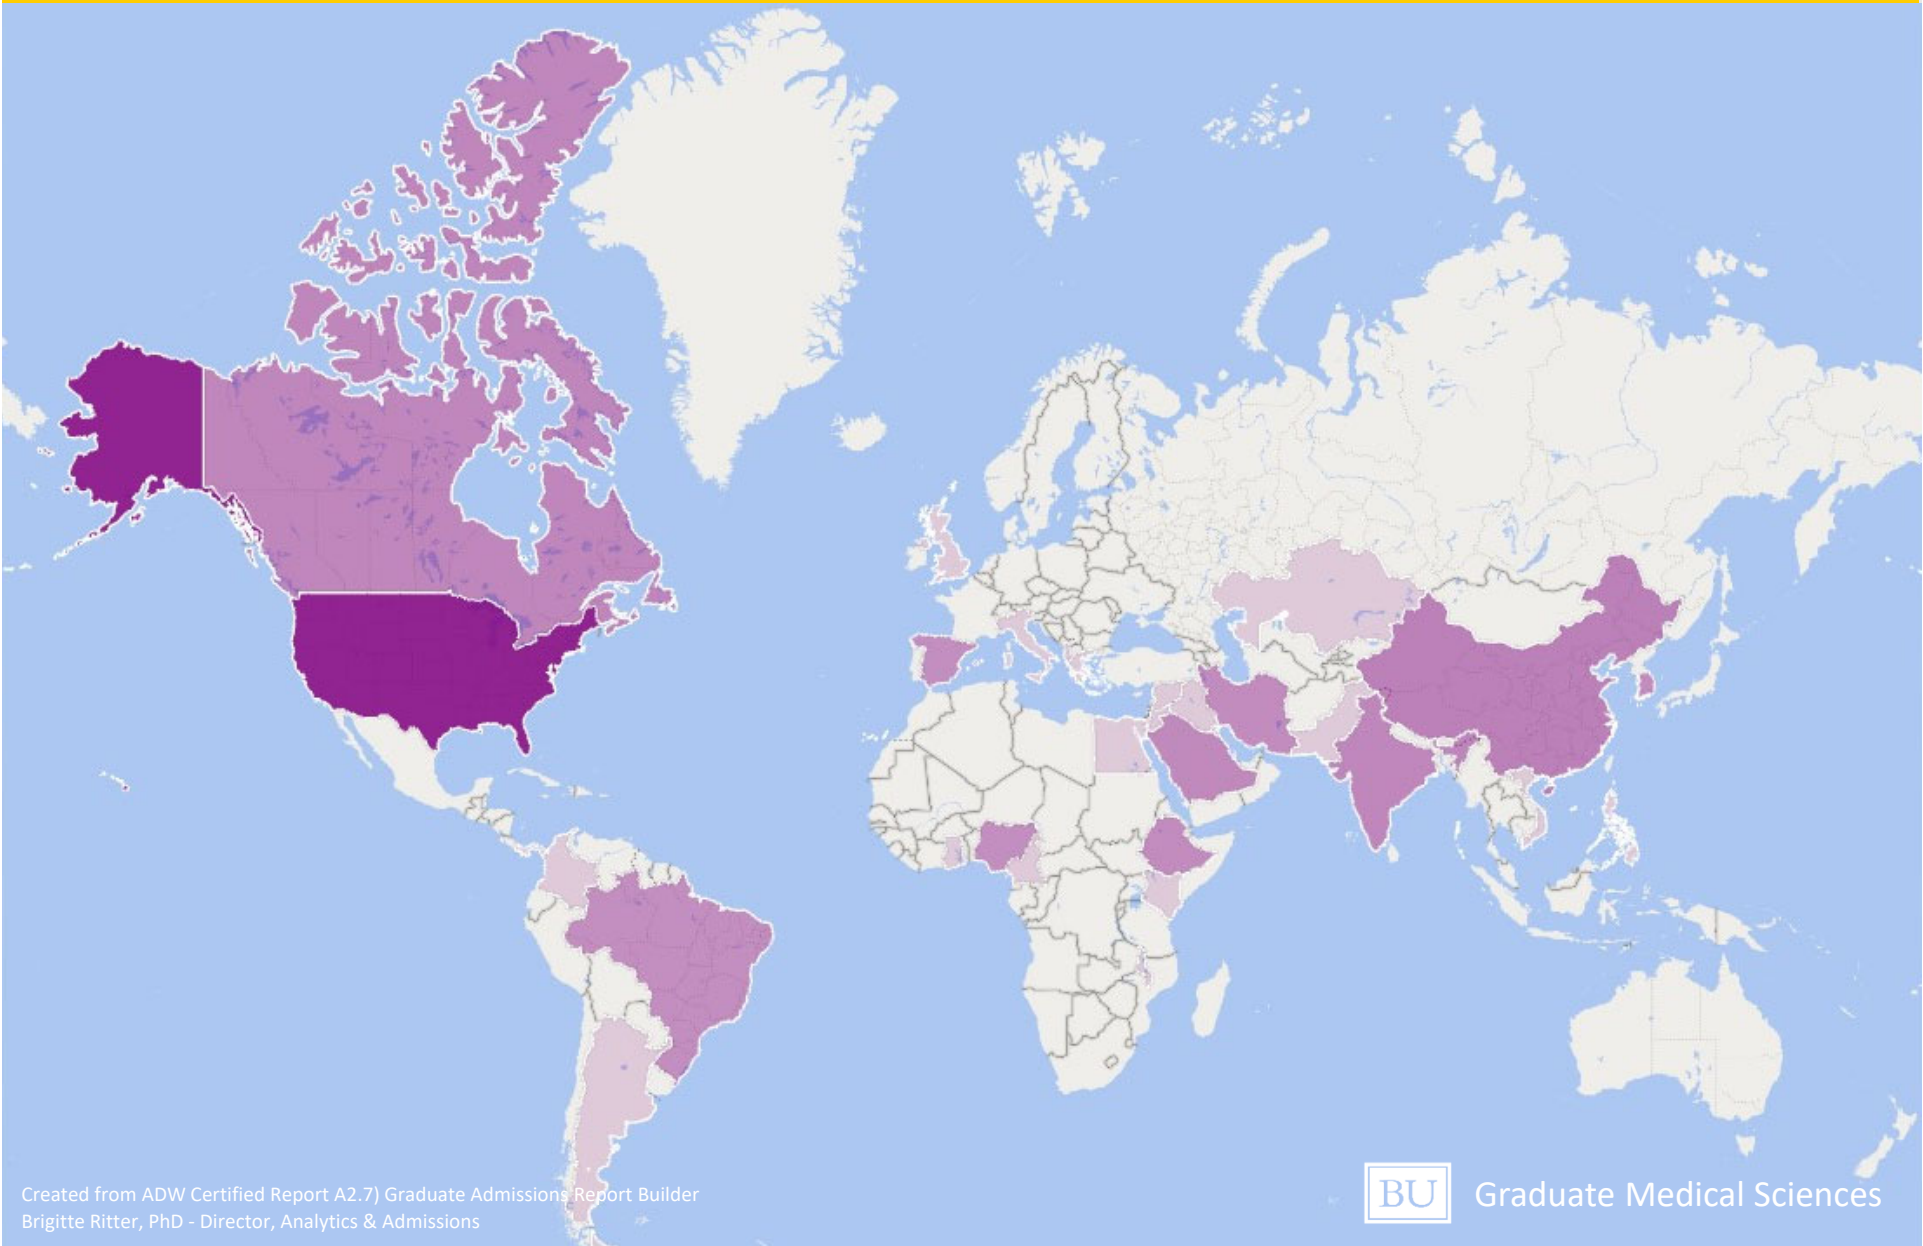 Created from ADW Certified Report A2.7) Graduate Admissions Report Builder
Brigitte Ritter, PhD - Director, Analytics & Admissions
BU Graduate Medical Sciences